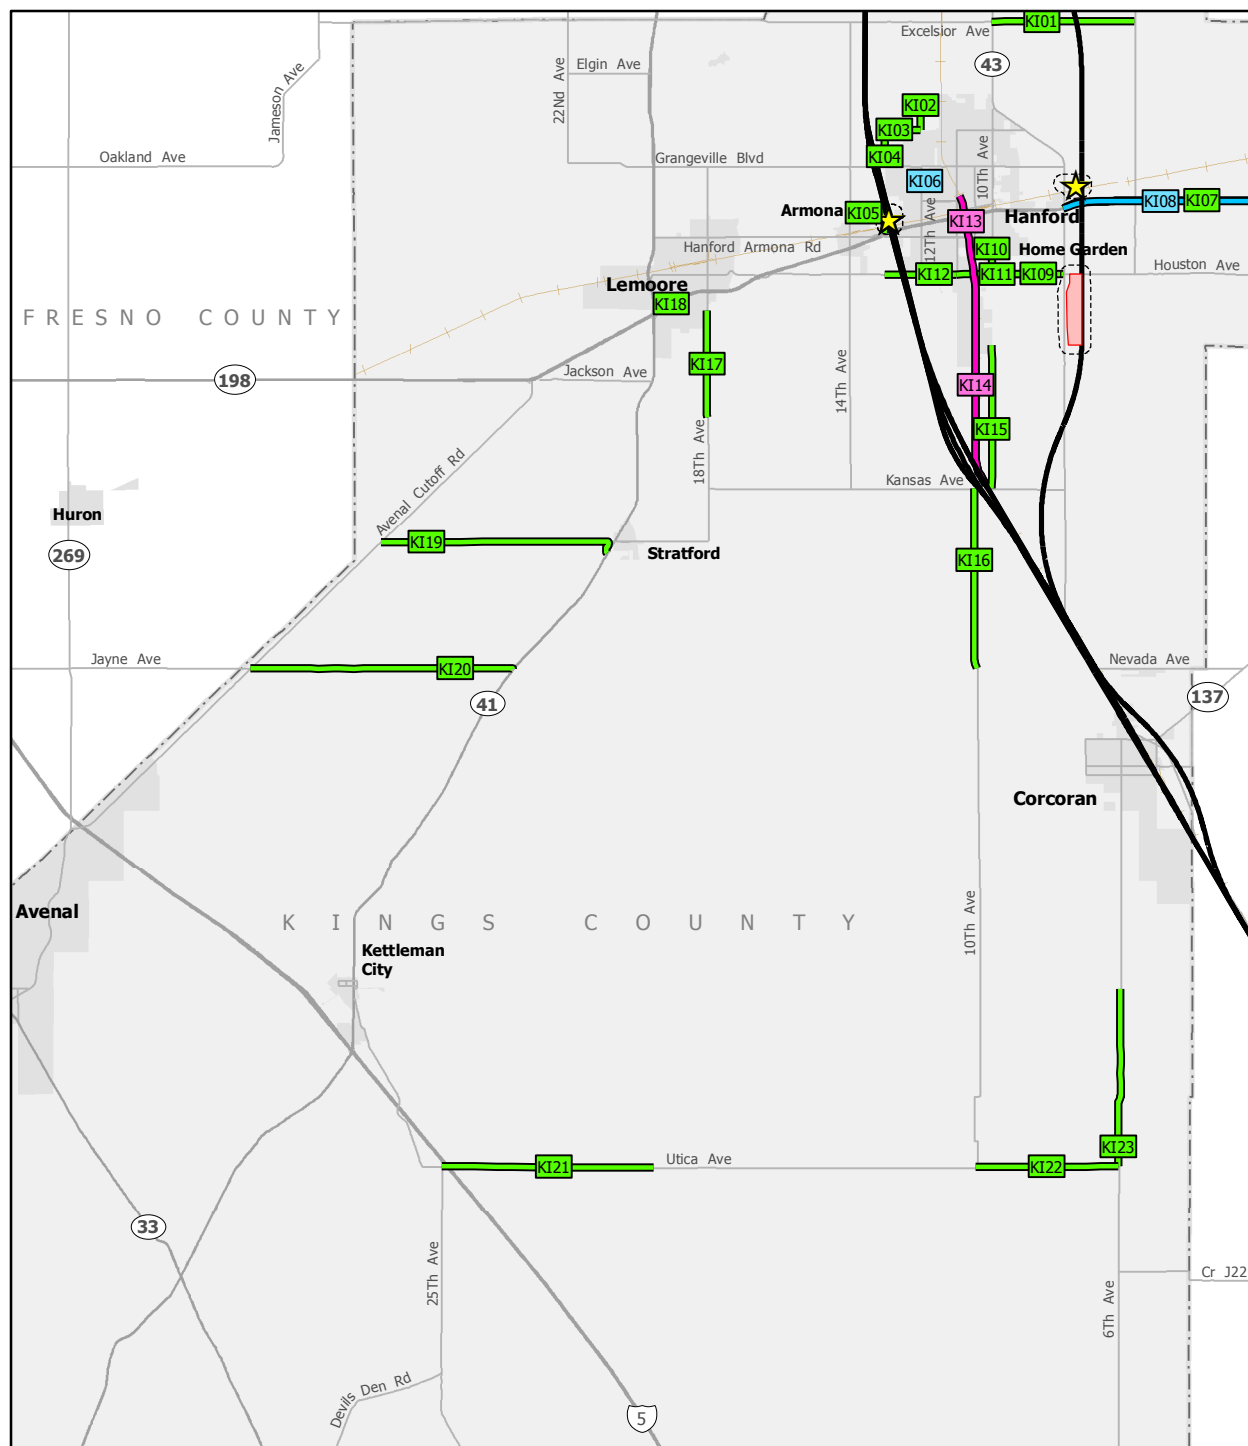 KI01
Excelsior Ave
43
Elgin Ave
22Nd Ave
Jameson Ave
KI02
KI03
KI04
Oakland Ave
Grangeville Blvd
10Th Ave
KI06
KI08
KI07
Armona
KI05
12Th Ave
KI13
Hanford
Hanford Armona Rd
KI10
Home Garden
KI12
KI11
KI09
Houston Ave
Lemoore
KI18
FRESNO COUNTY
198
Jackson Ave
KI17
14Th Ave
KI14
KI15
18Th Ave
Avenal Cutoff Rd
Kansas Ave
Huron
269
KI19
Stratford
KI16
Jayne Ave
KI20
Nevada Ave
41
137
Corcoran
Avenal
KINGS COUNTY
10Th Ave
Kettleman
City
KI23
KI21
Utica Ave
KI22
33
25Th Ave
6Th Ave
Cr J22
Devils Den Rd
5